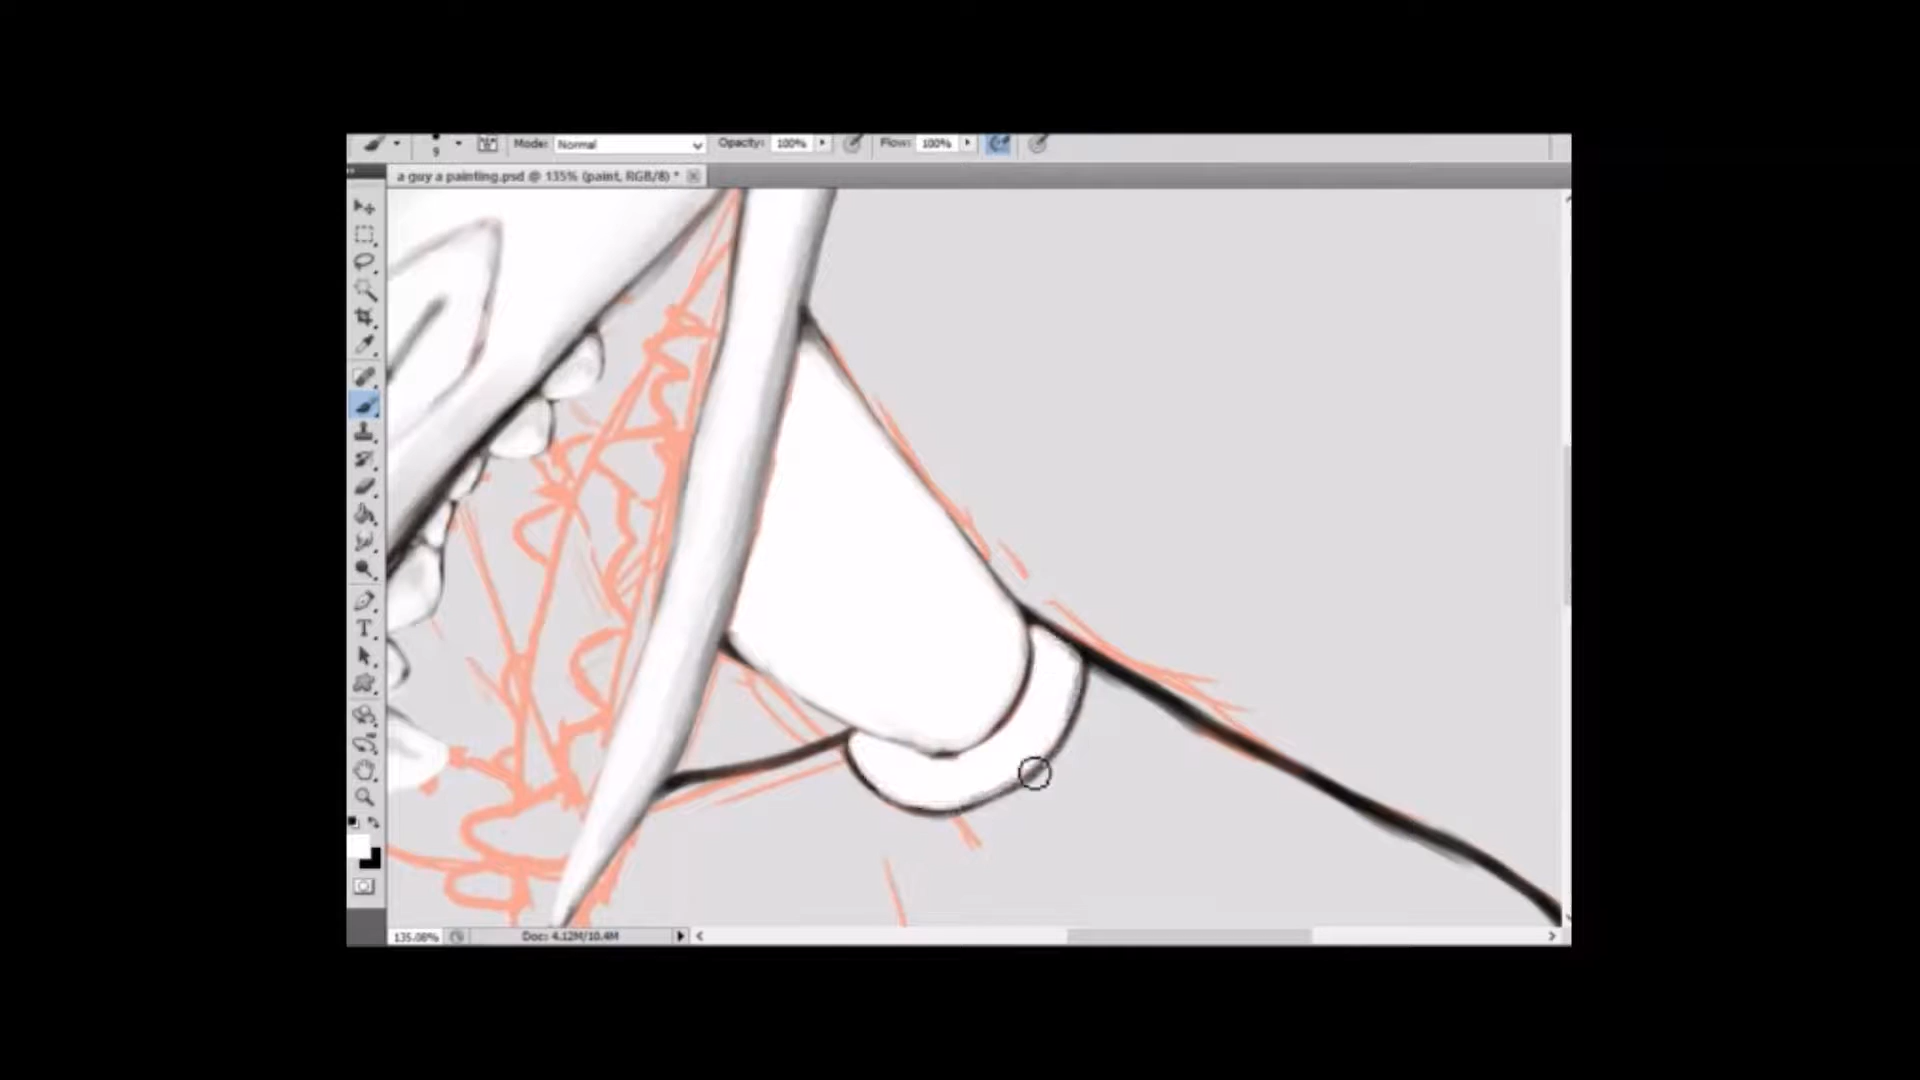 9 Mode: Normal Opacity: 100% Flow: 100%
a guy a painting.psd @ 135% (paint, RGB/8) *
T
135.08% Doc: 4.12M/10.4M